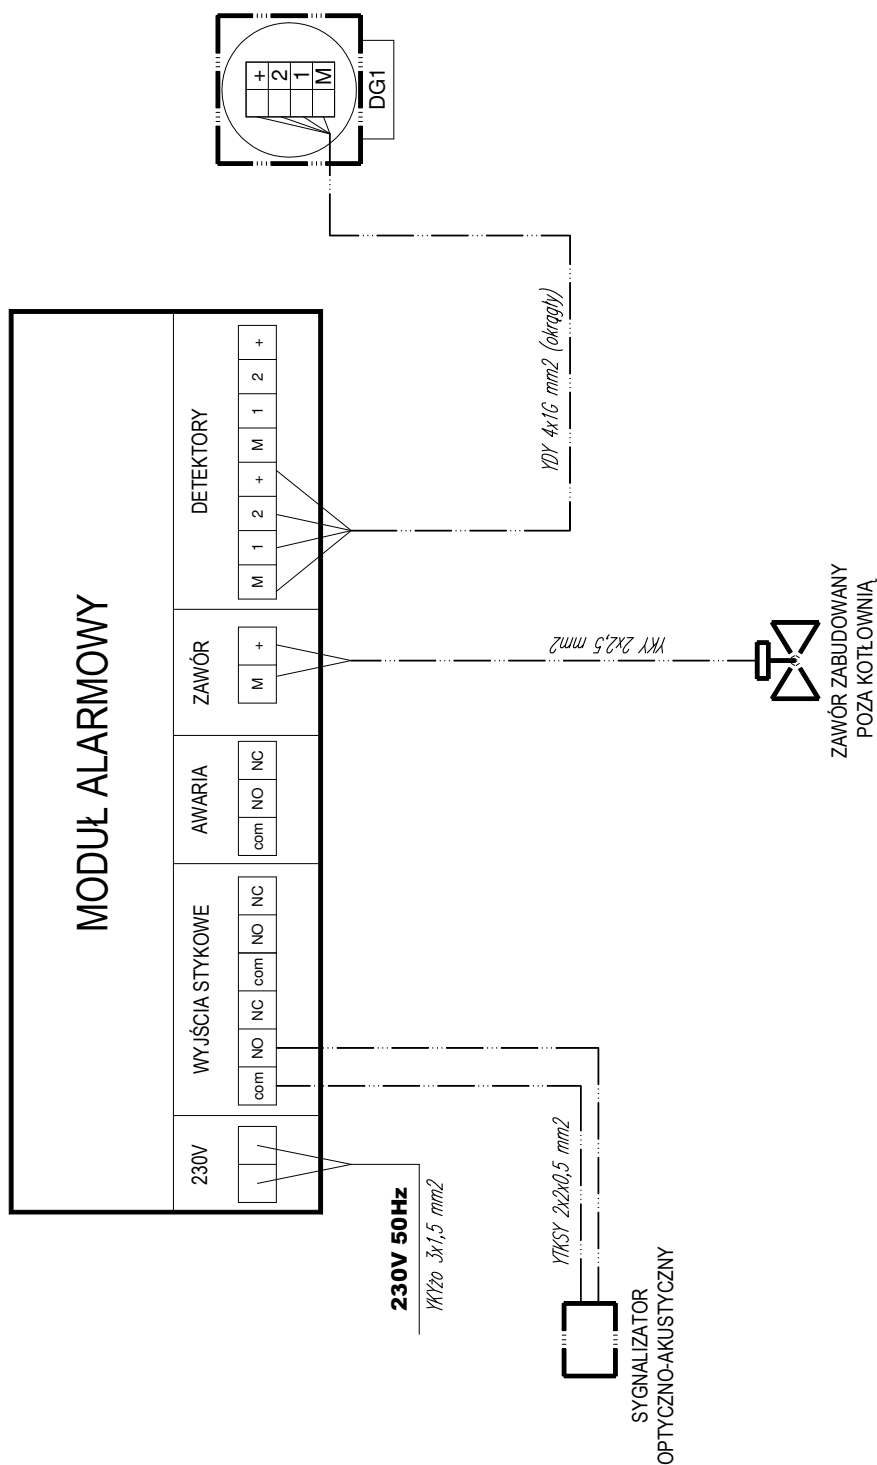 MODUŁ ALARMOWY
230V
WYJŚCIA STYKOWE
AWARIA
ZAWÓR
DETEKTORY
com NO NC com NO NC
com NO NC
M +
M 1 2 + M 1 2 +
+
2
1
M
DG1
230V 50Hz
YKYżo 3x1,5 mm2
YTKSY 2x2x0,5 mm2
YKY 2x2,5 mm2
YDY 4x1G mm2 (okrągły)
SYGNALIZATOR
OPTYCZNO-AKUSTYCZNY
ZAWÓR ZABUDOWANY
POZA KOTŁOWNIĄ